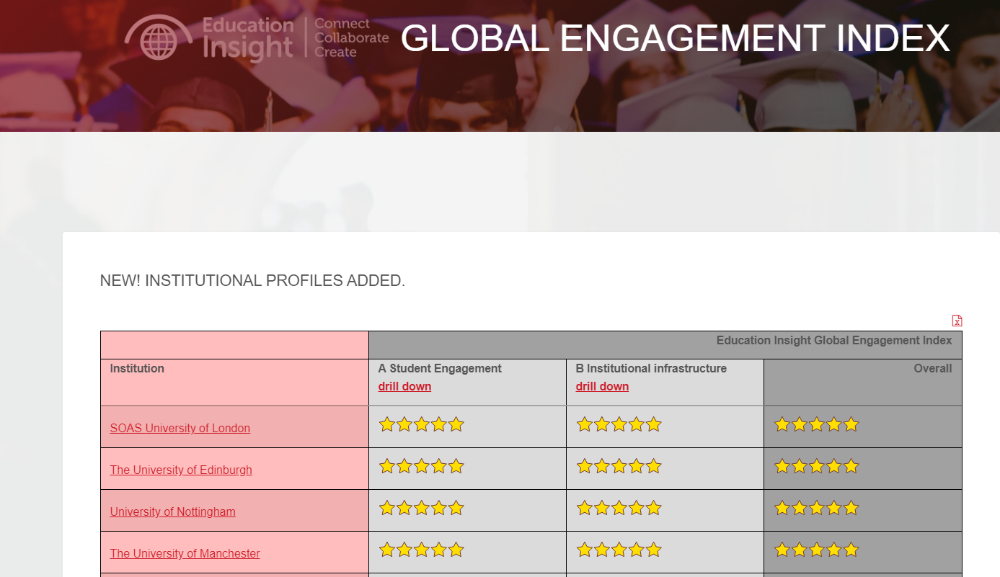 Education
Insight
Connect
Collaborate
Create
GLOBAL ENGAGEMENT INDEX
NEW! INSTITUTIONAL PROFILES ADDED.
Education Insight Global Engagement Index
Institution
A Student Engagement
drill down
B Institutional infrastructure
drill down
Overall
SOAS University of London
The University of Edinburgh
University of Nottingham
The University of Manchester